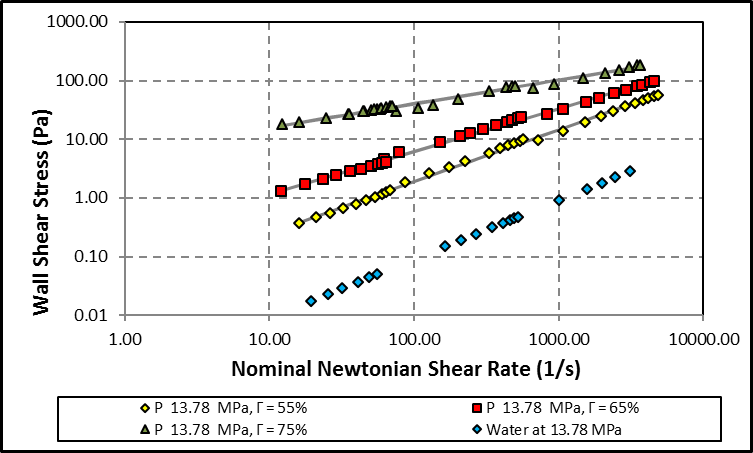 1000.00
100.00
10.00
1.00
0.10
0.01
Wall Shear Stress (Pa)
1.00 10.00 100.00 1000.00 10000.00
Nominal Newtonian Shear Rate (1/s)
P 13.78 MPa, Γ = 55% P 13.78 MPa, Γ = 65%
P 13.78 MPa, Γ = 75% Water at 13.78 MPa